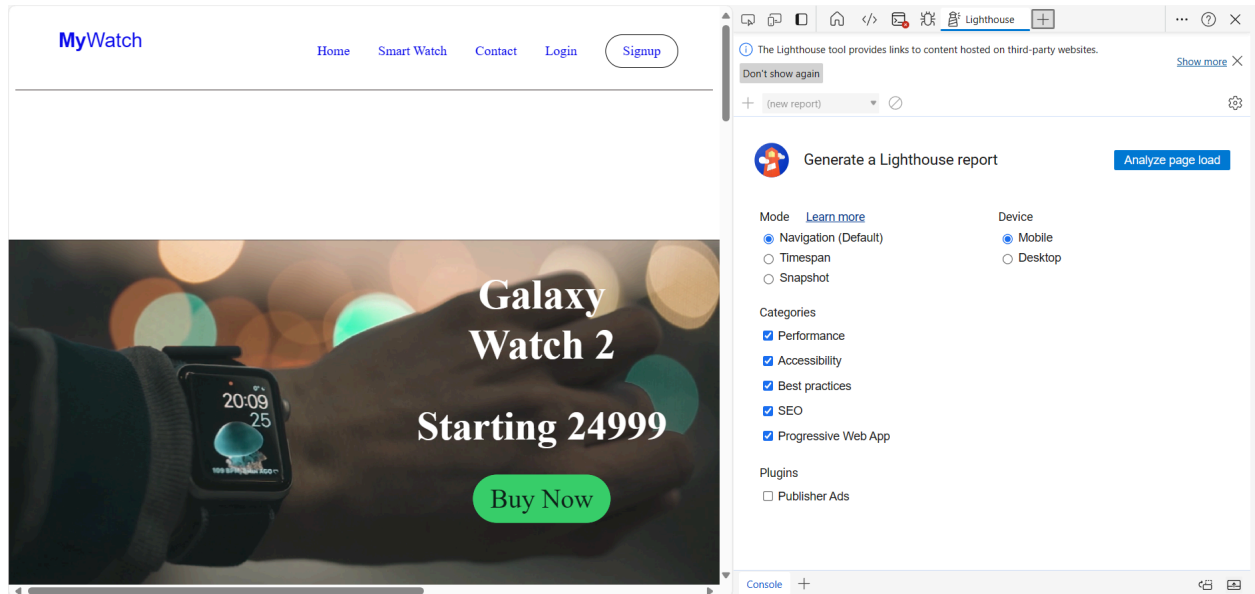 MyWatch
Home Smart Watch Contact Login Signup
Galaxy
Watch 2
Starting 24999
Buy Now
20:09
25
Lighthouse
The Lighthouse tool provides links to content hosted on third-party websites.
Show more
Don't show again
(new report)
Generate a Lighthouse report
Analyze page load
Mode Learn more
Navigation (Default)
Timespan
Snapshot
Device
Mobile
Desktop
Categories
Performance
Accessibility
Best practices
SEO
Progressive Web App
Plugins
Publisher Ads
Console